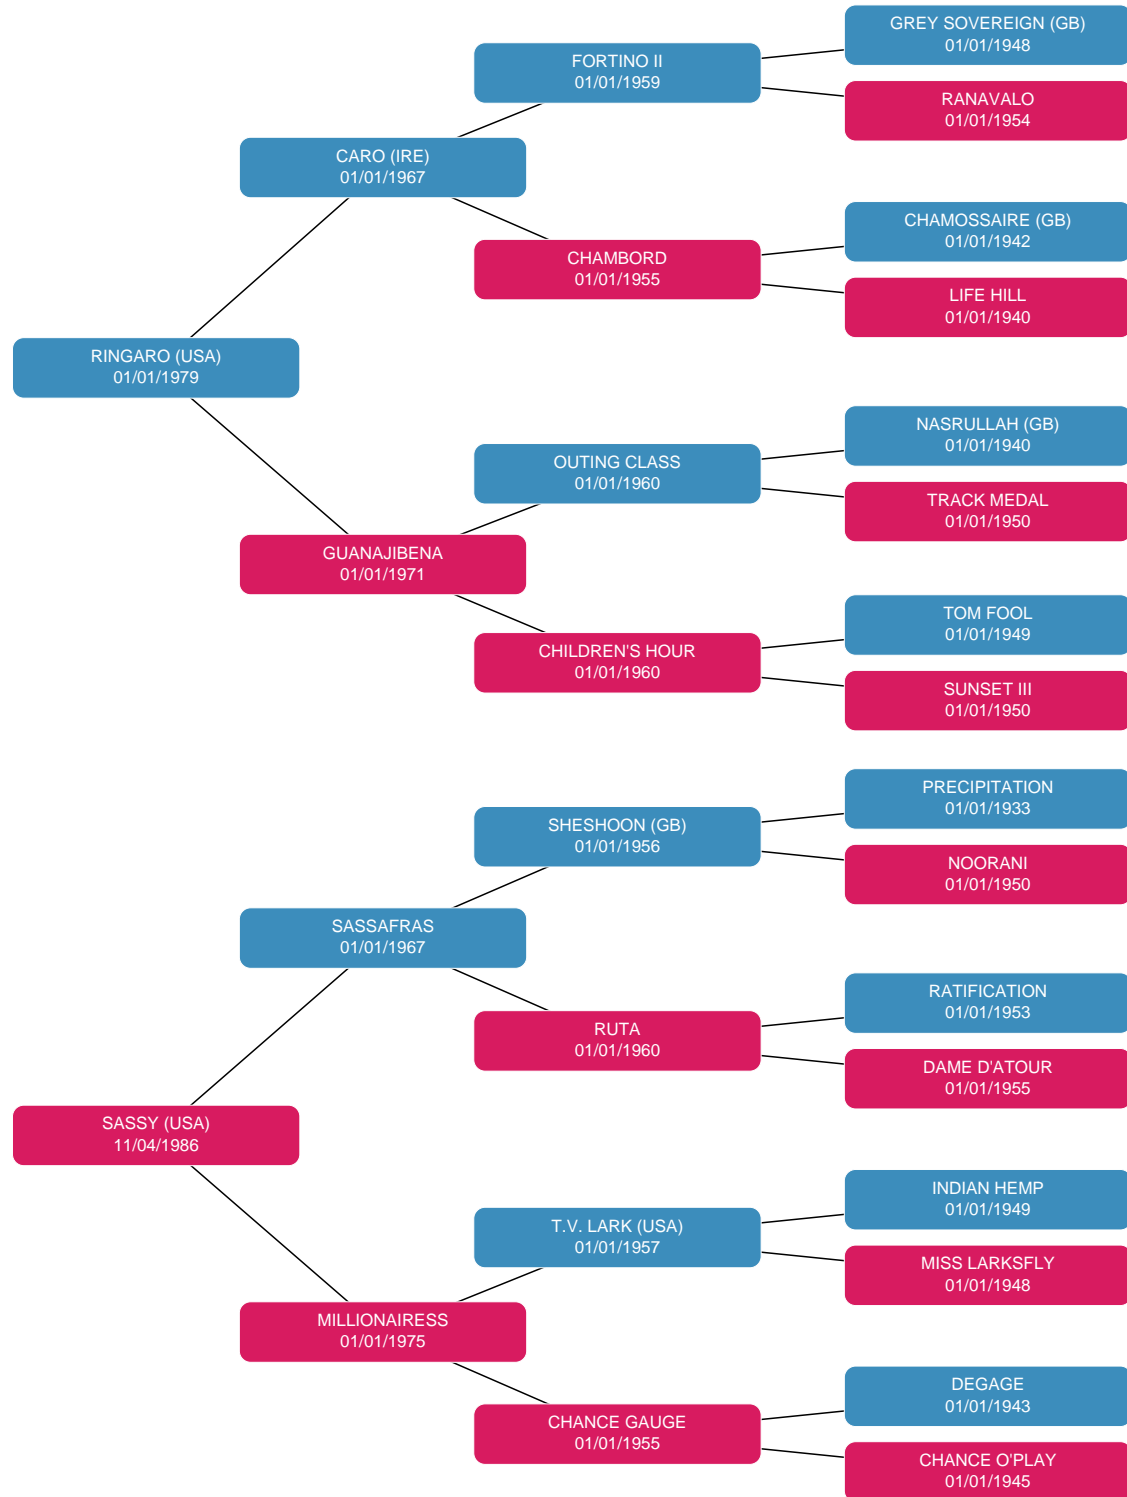 GREY SOVEREIGN (GB)
01/01/1948
FORTINO II
01/01/1959
RANAVALO
01/01/1954
CARO (IRE)
01/01/1967
CHAMOSSAIRE (GB)
01/01/1942
CHAMBORD
01/01/1955
LIFE HILL
01/01/1940
RINGARO (USA)
01/01/1979
NASRULLAH (GB)
01/01/1940
OUTING CLASS
01/01/1960
TRACK MEDAL
01/01/1950
GUANAJIBENA
01/01/1971
TOM FOOL
01/01/1949
CHILDREN'S HOUR
01/01/1960
SUNSET III
01/01/1950
PRECIPITATION
01/01/1933
SHESHOON (GB)
01/01/1956
NOORANI
01/01/1950
SASSAFRAS
01/01/1967
RATIFICATION
01/01/1953
RUTA
01/01/1960
DAME D'ATOUR
01/01/1955
SASSY (USA)
11/04/1986
INDIAN HEMP
01/01/1949
T.V. LARK (USA)
01/01/1957
MISS LARKSFLY
01/01/1948
MILLIONAIRESS
01/01/1975
DEGAGE
01/01/1943
CHANCE GAUGE
01/01/1955
CHANCE O'PLAY
01/01/1945